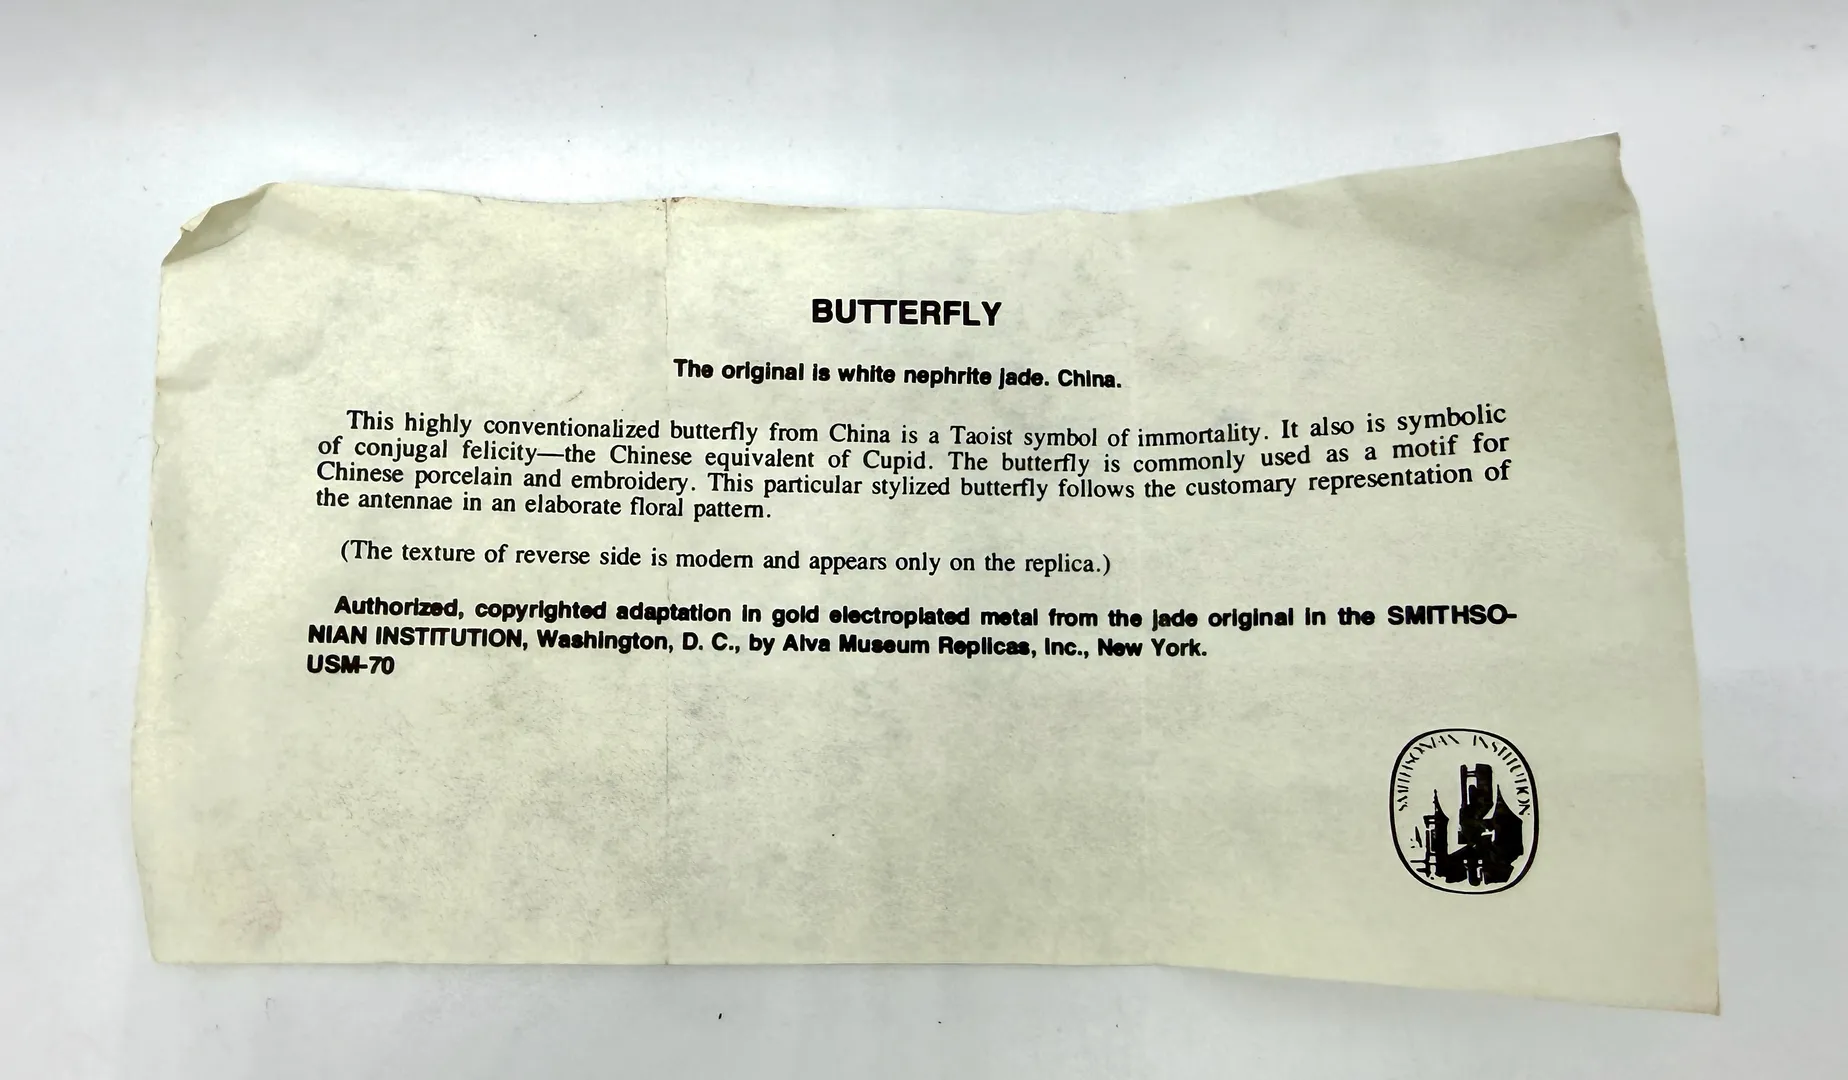 BUTTERFLY
The original is white nephrite jade. China.
This highly conventionalized butterfly from China is a Taoist symbol of immortality. It also is symbolic
of conjugal felicity—the Chinese equivalent of Cupid. The butterfly is commonly used as a motif for
Chinese porcelain and embroidery. This particular stylized butterfly follows the customary representation of
the antennae in an elaborate floral pattern.
(The texture of reverse side is modern and appears only on the replica.)
Authorized, copyrighted adaptation in gold electroplated metal from the jade original in the SMITHSO-
NIAN INSTITUTION, Washington, D. C., by Alva Museum Replicas, Inc., New York.
USM-70
SMITHSONIAN INSTITUTION